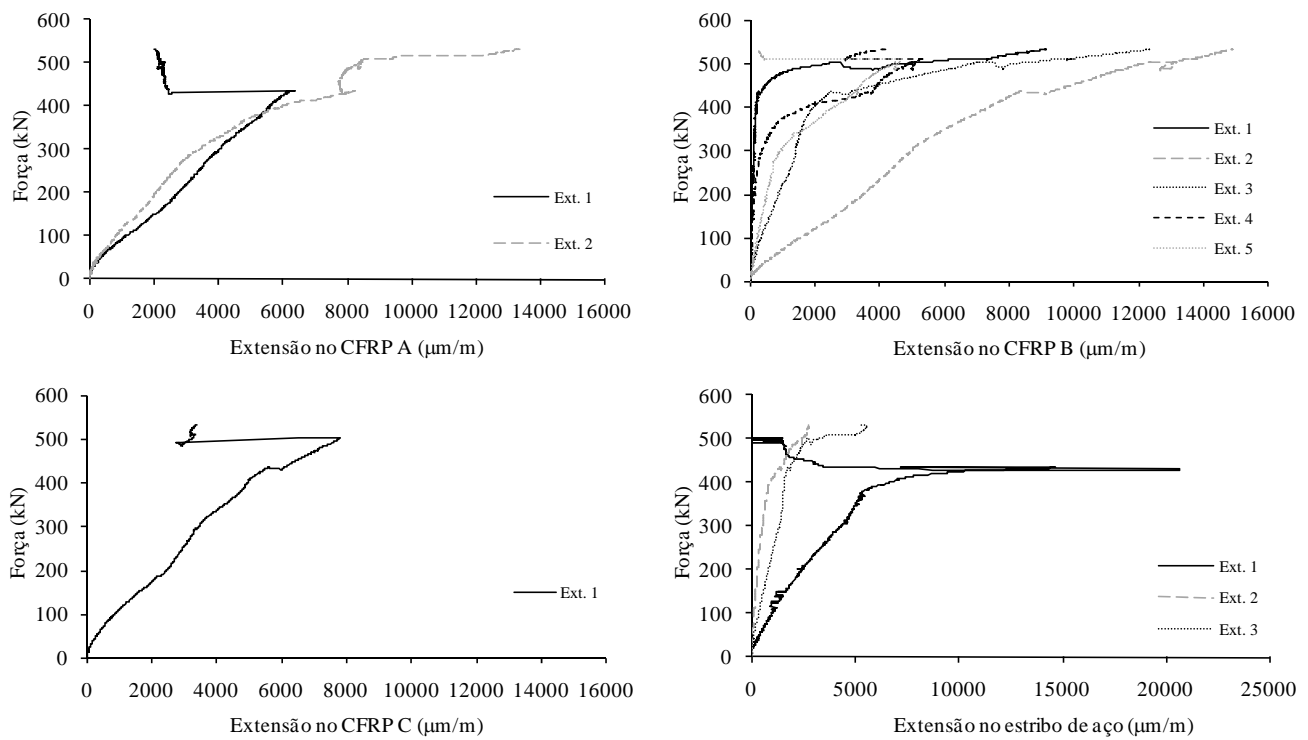 600
500
400
300
200
100
0
Força (kN)
0 2000 4000 6000 8000 10000 12000 14000 16000
Extensão no CFRP A (μm/m)
Ext. 1
Ext. 2
600
500
400
300
200
100
0
Força (kN)
0 2000 4000 6000 8000 10000 12000 14000 16000
Extensão no CFRP B (μm/m)
Ext. 1
Ext. 2
Ext. 3
Ext. 4
Ext. 5
600
500
400
300
200
100
0
Força (kN)
0 2000 4000 6000 8000 10000 12000 14000 16000
Extensão no CFRP C (μm/m)
Ext. 1
600
500
400
300
200
100
0
Força (kN)
0 5000 10000 15000 20000 25000
Extensão no estribo de aço (μm/m)
Ext. 1
Ext. 2
Ext. 3